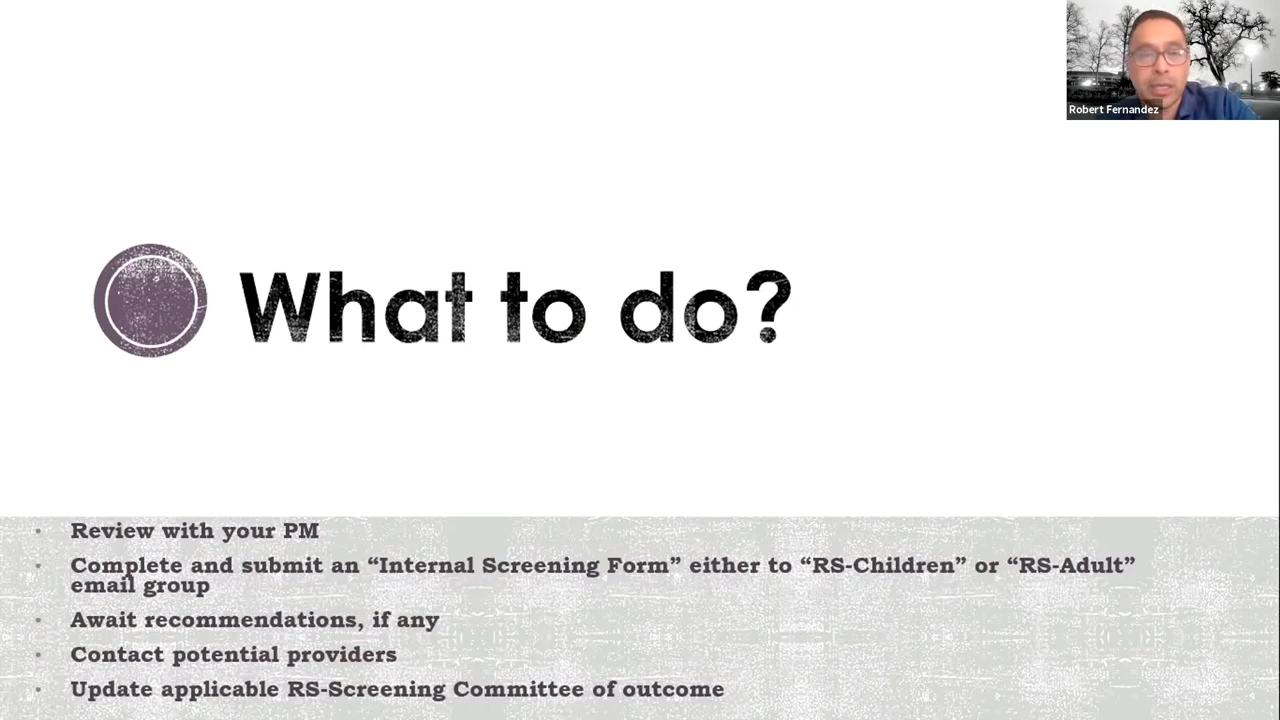 Robert Fernandez
What to do?
• Review with your PM
• Complete and submit an “Internal Screening Form” either to “RS-Children” or “RS-Adult”
email group
• Await recommendations, if any
• Contact potential providers
• Update applicable RS-Screening Committee of outcome